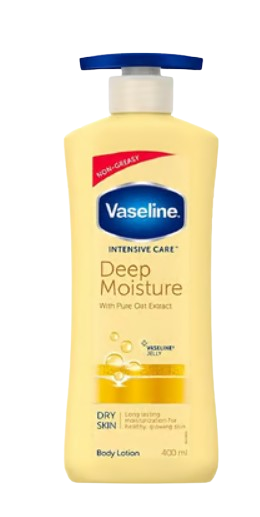 NON-GREASY
Vaseline.
INTENSIVE CARE™
Deep
Moisture
With Pure Oat Extract
VASELINE®
JELLY
DRY
SKIN
Long lasting
moisturization for
healthy, glowing skin
Body Lotion
400 ml